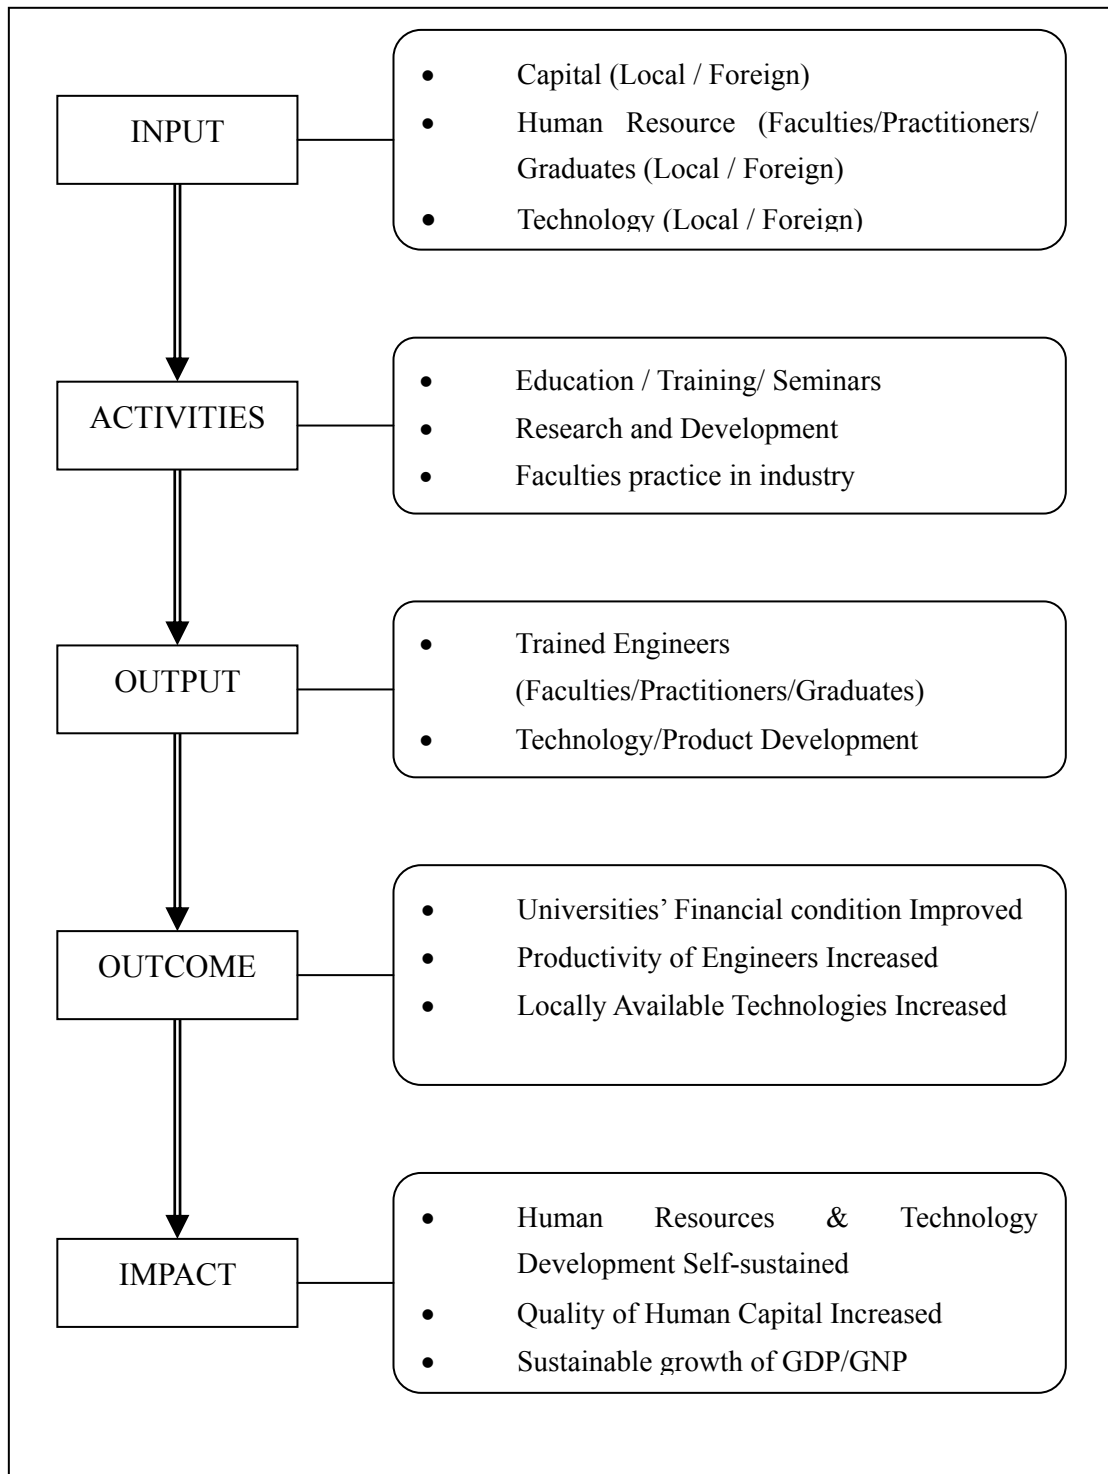 INPUT
• Capital (Local / Foreign)
• Human Resource (Faculties/Practitioners/
Graduates (Local / Foreign)
• Technology (Local / Foreign)
ACTIVITIES
• Education / Training/ Seminars
• Research and Development
• Faculties practice in industry
OUTPUT
• Trained Engineers
(Faculties/Practitioners/Graduates)
• Technology/Product Development
OUTCOME
• Universities’ Financial condition Improved
• Productivity of Engineers Increased
• Locally Available Technologies Increased
IMPACT
• Human Resources & Technology
Development Self-sustained
• Quality of Human Capital Increased
• Sustainable growth of GDP/GNP